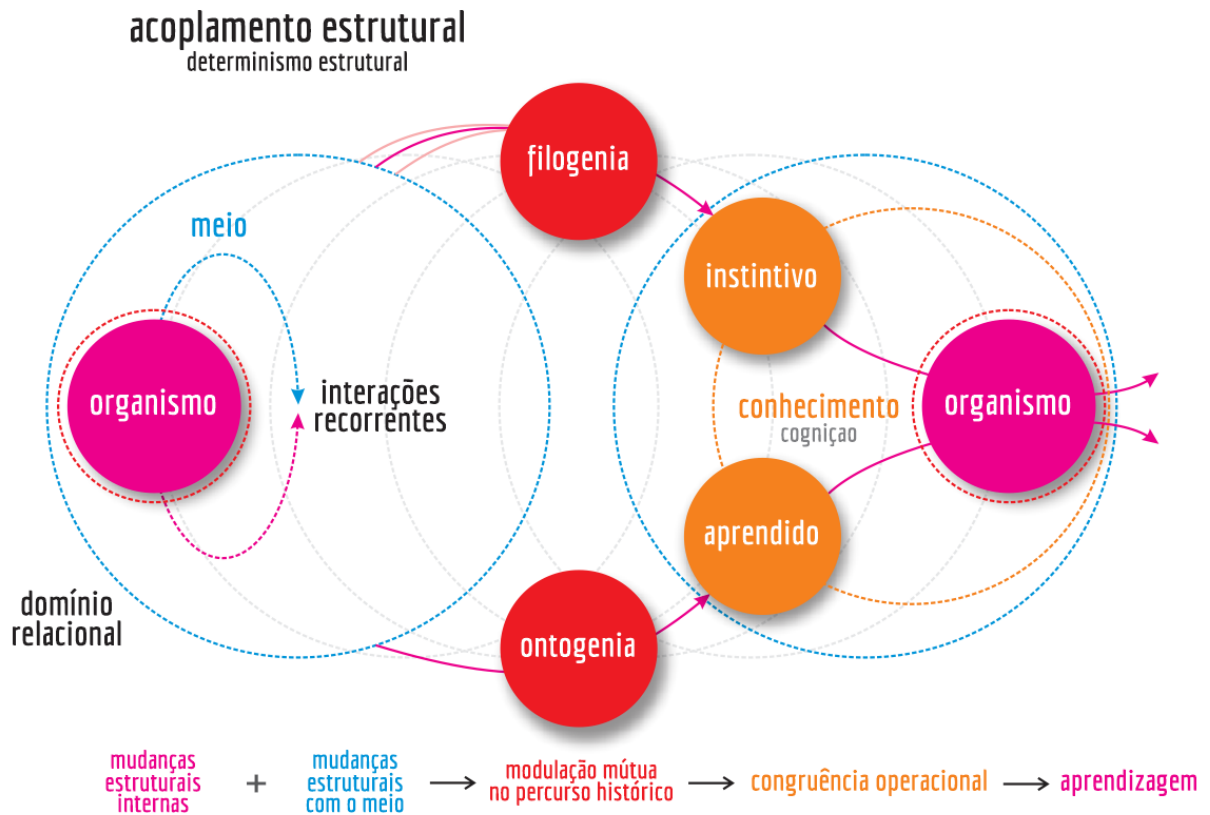 acoplamento estrutural
determinismo estrutural
filogenia
meio
instintivo
organismo
interações
recorrentes
conhecimento
cogniçao
organismo
aprendido
domínio
relacional
ontogenia
mudanças
estruturais
internas
+
mudanças
estruturais
com o meio
modulação mútua
no percurso histórico
congruência operacional
aprendizagem